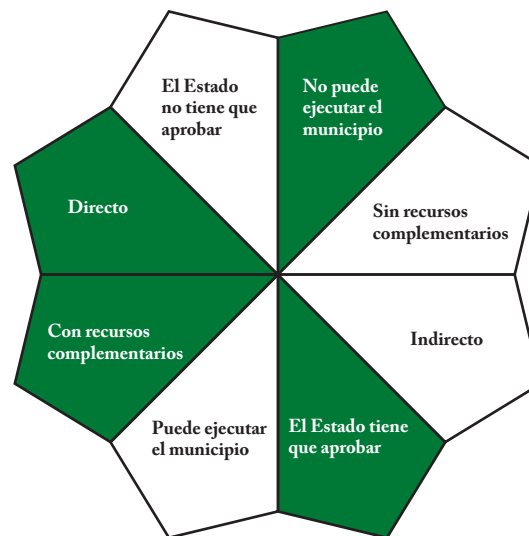 El Estado
no tiene que
aprobar
No puede
ejecutar el
municipio
Directo
Sin recursos
complementarios
Con recursos
complementarios
Indirecto
Puede ejecutar
el municipio
El Estado tiene
que aprobar